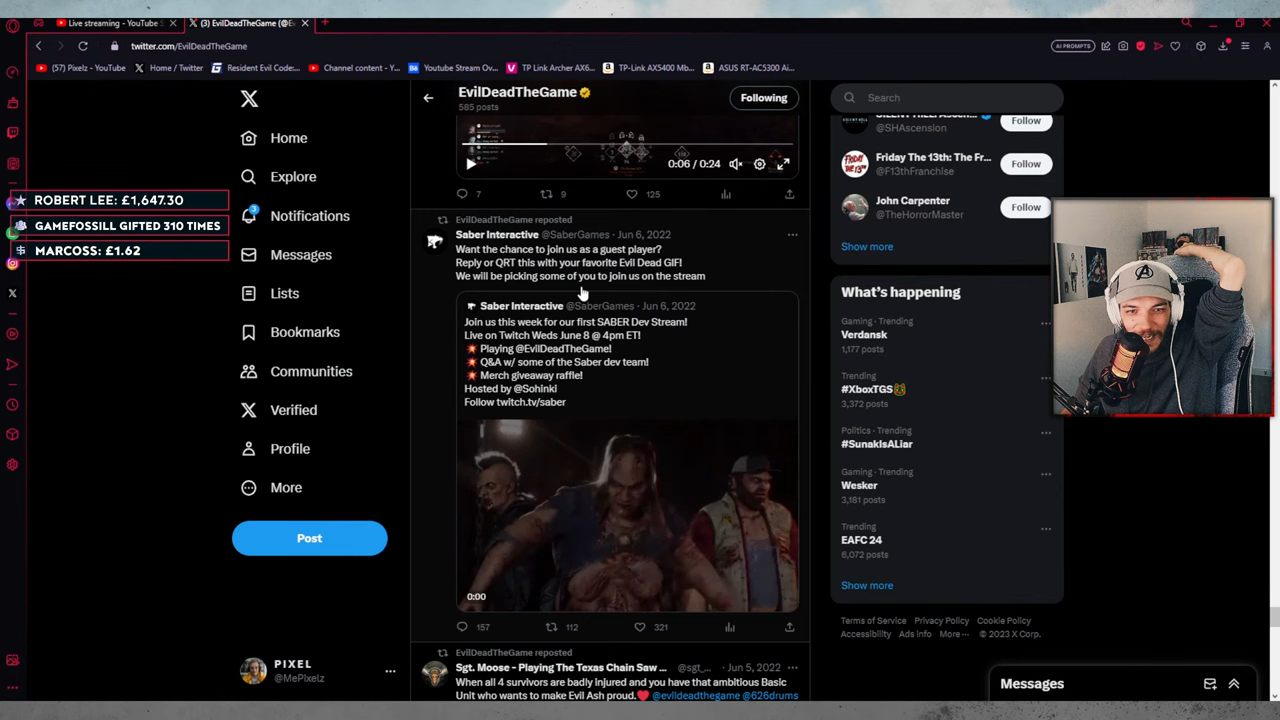 Live streaming - YouTube S
(3) EvilDeadTheGame (@E
twitter.com/EvilDeadTheGame
AI PROMPTS
(57) Pixelz - YouTube
Home / Twitter
Resident Evil Code:...
Channel content - Y...
Youtube Stream Ov...
TP Link Archer AX6...
TP-Link AX5400 Mb...
ASUS RT-AC5300 Ai...
ROBERT LEE: £1,647.30
GAMEFOSSILL GIFTED 310 TIMES
MARCOSS: £1.62
Home
Explore
3
Notifications
Messages
Lists
Bookmarks
Communities
Verified
Profile
More
Post
PIXEL
@MePixelz
EvilDeadTheGame
585 posts
Following
0:06 / 0:24
7
9
125
EvilDeadTheGame reposted
Saber Interactive @SaberGames · Jun 6, 2022
Want the chance to join us as a guest player?
Reply or QRT this with your favorite Evil Dead GIF!
We will be picking some of you to join us on the stream
Saber Interactive @SaberGames · Jun 6, 2022
Join us this week for our first SABER Dev Stream!
Live on Twitch Weds June 8 @ 4pm ET!
💥 Playing @EvilDeadTheGame!
💥 Q&A w/ some of the Saber dev team!
💥 Merch giveaway raffle!
Hosted by @Sohinki
Follow twitch.tv/saber
0:00
157
112
321
EvilDeadTheGame reposted
Sgt. Moose - Playing The Texas Chain Saw ... @sgt_... · Jun 5, 2022
When all 4 survivors are badly injured and you have that ambitious Basic
Unit who wants to make Evil Ash proud.❤️ @evildeadthegame @626drums
Search
@SHAscension
Follow
Friday The 13th: The Fr...
@F13thFranchise
Follow
John Carpenter
@TheHorrorMaster
Follow
Show more
What's happening
Gaming · Trending
Verdansk
1,177 posts
Trending
#XboxTGS
3,372 posts
Politics · Trending
#SunakIsALiar
Gaming · Trending
Wesker
3,181 posts
Trending
EAFC 24
6,072 posts
Show more
Terms of Service Privacy Policy Cookie Policy
Accessibility Ads info More ··· © 2023 X Corp.
Messages